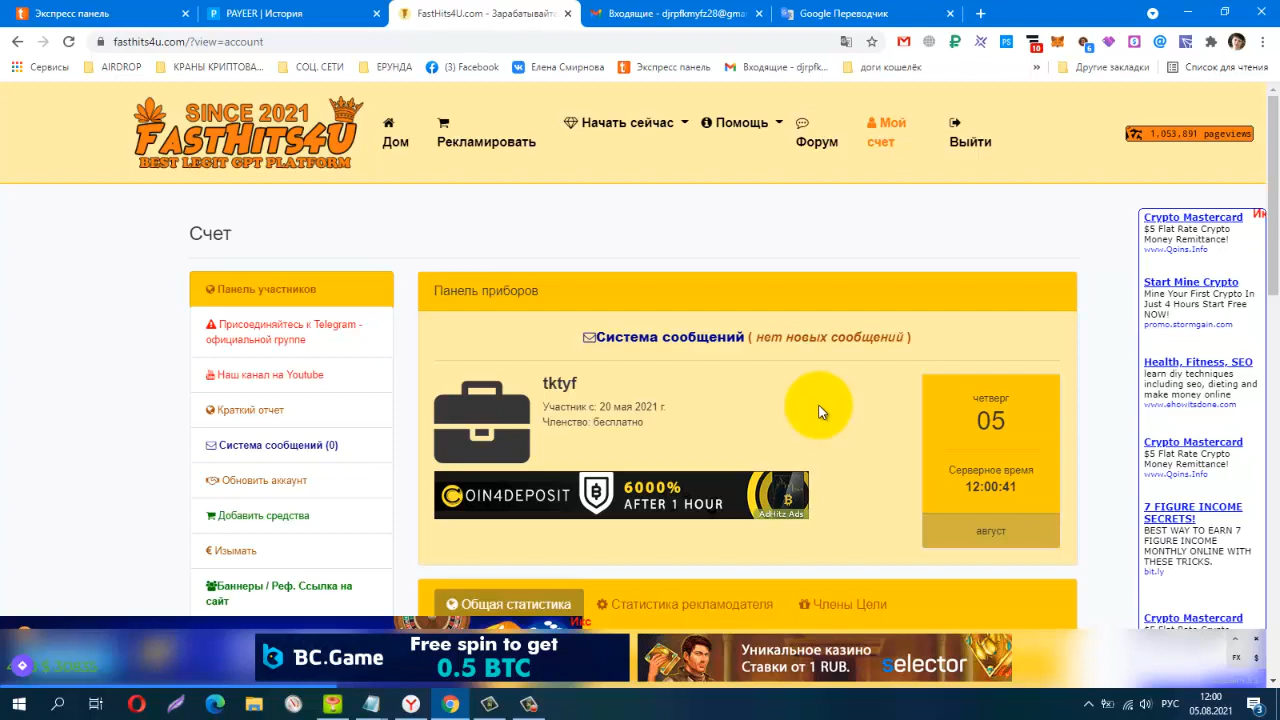 Экспресс панель
PAYEER | История
FastHits4U.com - Зарабатывайте
Входящие - djrpfkmyfz28@gma
Google Переводчик
fasthits4u.com/?view=account
10
6
Сервисы
AIRDROP
КРАНЫ КРИПТОВА...
СОЦ. СЕТИ
ЕРУНДА
(3) Facebook
Елена Смирнова
Экспресс панель
Входящие - djrpfk...
доги кошелёк
»
Другие закладки
Список для чтения
SINCE 2021
FASTHITS4U
BEST LEGIT GPT PLATFORM
Дом
Рекламировать
Начать сейчас
Помощь
Форум
Мой
счет
Выйти
1,053,891 pageviews
Счет
Панель участников
Присоединяйтесь к Telegram -
официальной группе
Наш канал на Youtube
Краткий отчет
Система сообщений (0)
Обновить аккаунт
Добавить средства
€ Изымать
Баннеры / Реф. Ссылка на
сайт
Панель приборов
Система сообщений ( нет новых сообщений )
tktyf
Участник с: 20 мая 2021 г.
Членство: бесплатно
COIN4DEPOSIT
6000%
AFTER 1 HOUR
AdHitz Ads
четверг
05
Серверное время
12:00:41
август
Общая статистика
Статистика рекламодателя
Члены Цели
Икс
Crypto Mastercard
$5 Flat Rate Crypto
Money Remittance!
www.Qoins.Info
Start Mine Crypto
Mine Your First Crypto In
Just 4 Hours Start Free
NOW!
promo.stormgain.com
Health, Fitness, SEO
learn diy techniques
including seo, dieting and
make money online
www.ehowitsdone.com
Crypto Mastercard
$5 Flat Rate Crypto
Money Remittance!
www.Qoins.Info
7 FIGURE INCOME
SECRETS!
BEST WAY TO EARN 7
FIGURE INCOME
MONTHLY ONLINE WITH
THESE TRICKS.
bit.ly
Crypto Mastercard
Икс
BC.GAME
Free spin to get
0.5 BTC
Уникальное казино
Ставки от 1 RUB.
selector
FX
$
РУС
12:00
05.08.2021
3